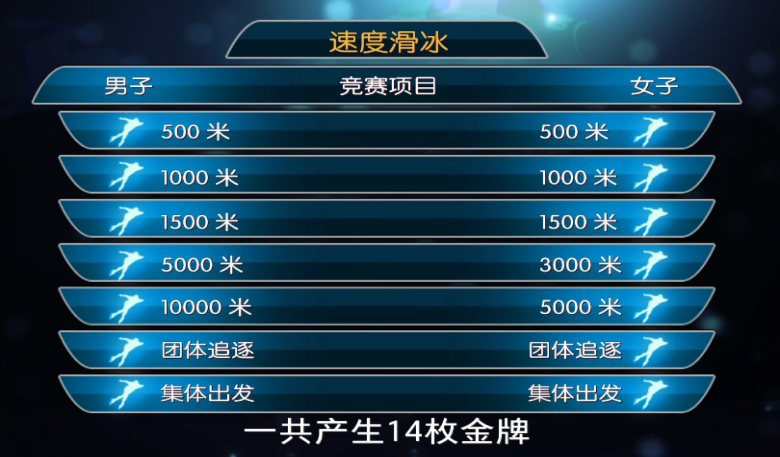 速度滑冰
男子 竞赛项目 女子
500 米 500 米
1000 米 1000 米
1500 米 1500 米
5000 米 3000 米
10000 米 5000 米
团体追逐 团体追逐
集体出发 集体出发
一共产生14枚金牌